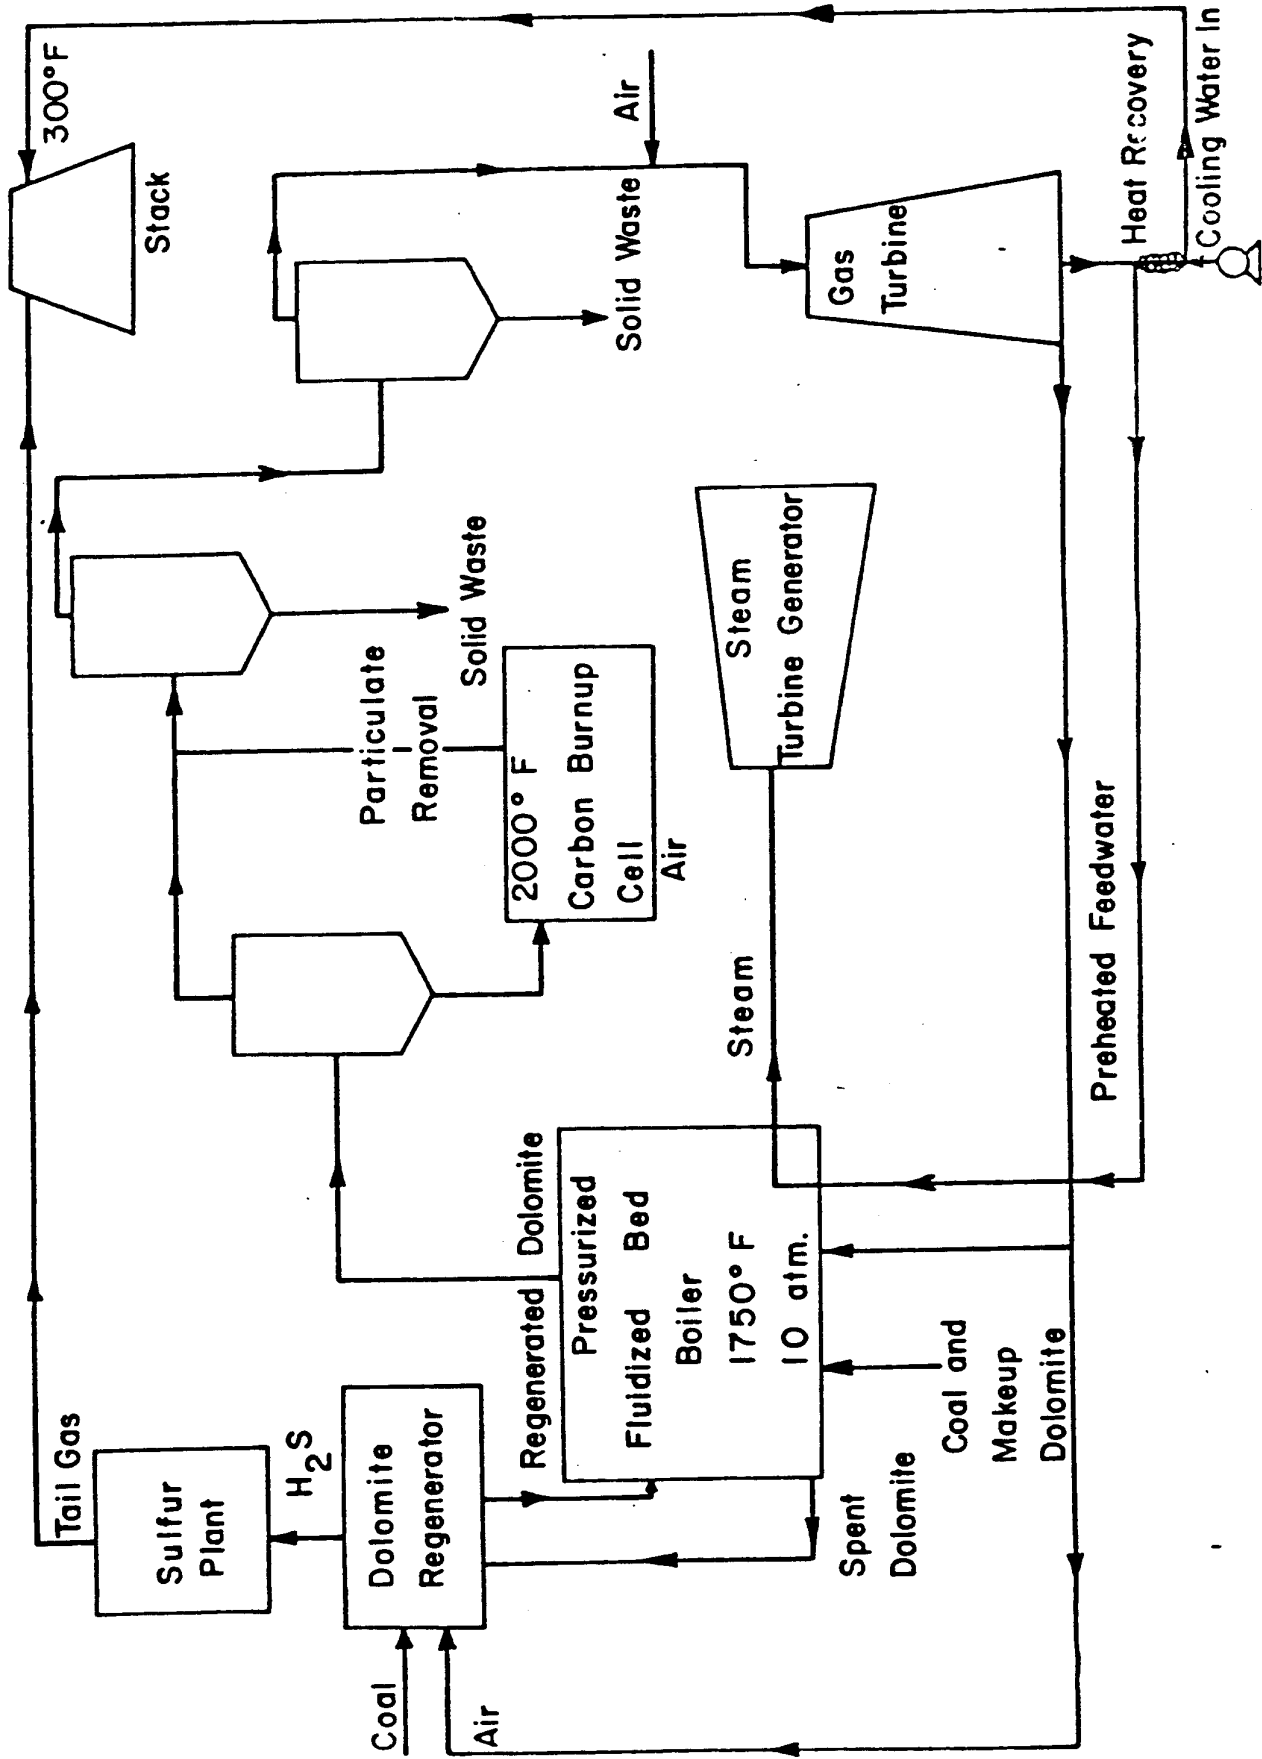 Tail Gas
300°F
Sulfur
Plant
Stack
H2S
Coal
Air
Dolomite
Regenerator
Regenerated Dolomite
Particulate
Removal
Solid Waste
Solid Waste
Air
2000° F
Carbon Burnup
Cell
Air
Pressurized
Fluidized Bed
Boiler
1750° F
10 atm.
Steam
Steam
Turbine Generator
Gas
Turbine
Spent
Dolomite
Coal and
Makeup
Dolomite
Preheated Feedwater
Heat Recovery
Cooling Water In